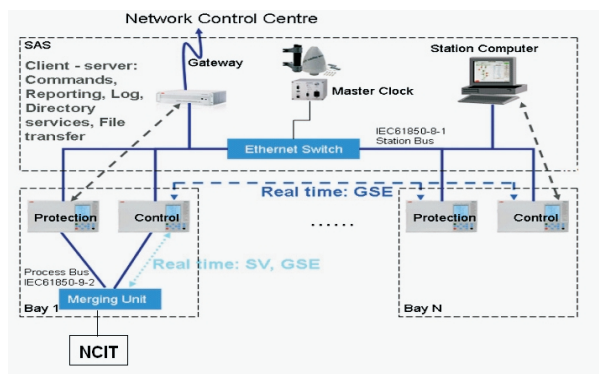 Network Control Centre
SAS
Client - server:
Commands,
Reporting, Log,
Directory
services, File
transfer
Gateway
Master Clock
Station Computer
IEC61850-8-1
Station Bus
Ethernet Switch
Real time: GSE
Protection
Control
......
Protection
Control
Real time: SV, GSE
Process Bus
IEC61850-9-2
Merging Unit
Bay 1
Bay N
NCIT